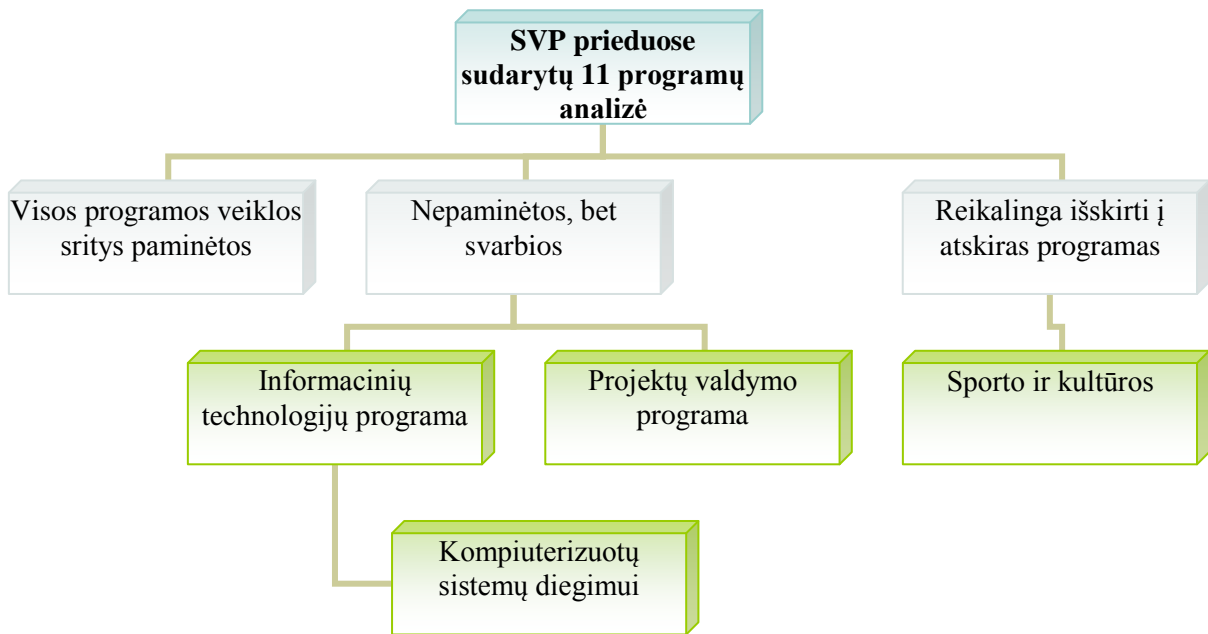 SVP prieduose
sudarytų 11 programų
analizė
Visos programos veiklos
sritys paminėtos
Nepaminėtos, bet
svarbios
Reikalinga išskirti į
atskiras programas
Informacinių
technologijų programa
Projektų valdymo
programa
Sporto ir kultūros
Kompiuterizuotų
sistemų diegimui